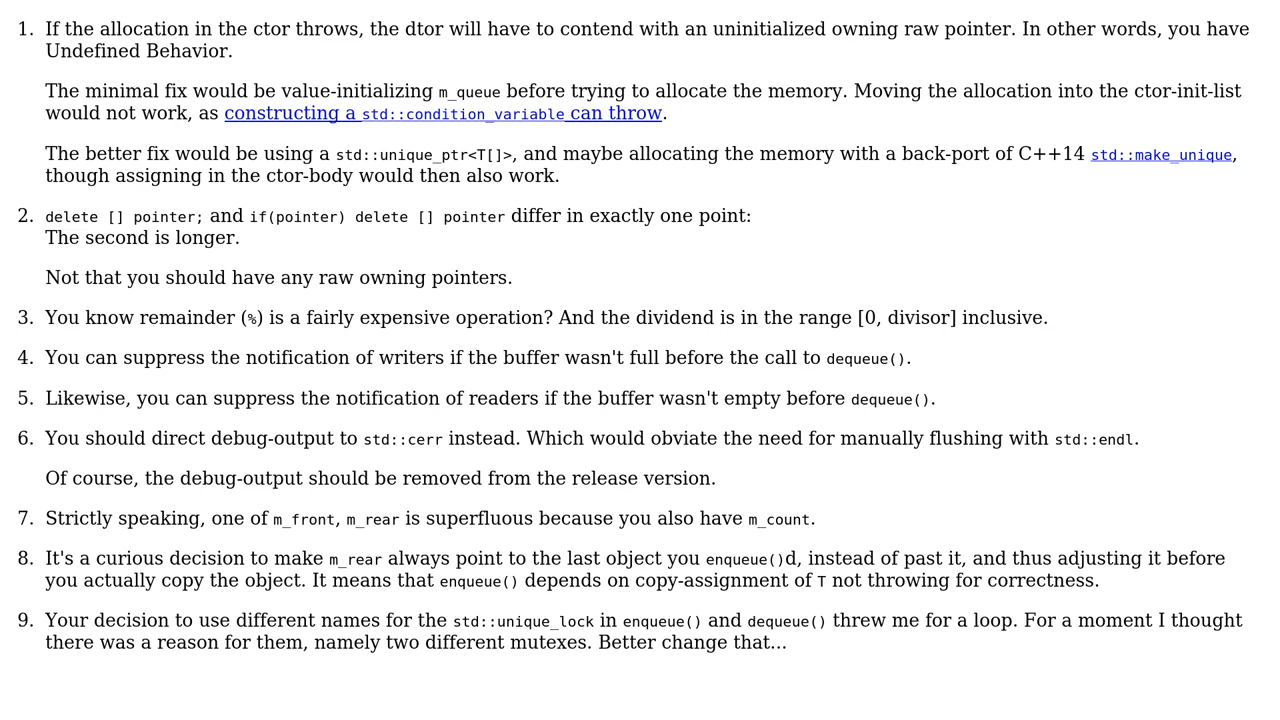 1. If the allocation in the ctor throws, the dtor will have to contend with an uninitialized owning raw pointer. In other words, you have
Undefined Behavior.
The minimal fix would be value-initializing m_queue before trying to allocate the memory. Moving the allocation into the ctor-init-list
would not work, as constructing a std::condition_variable can throw.
The better fix would be using a std::unique_ptr<T[]>, and maybe allocating the memory with a back-port of C++14 std::make_unique,
though assigning in the ctor-body would then also work.
2. delete [] pointer; and if(pointer) delete [] pointer differ in exactly one point:
The second is longer.
Not that you should have any raw owning pointers.
3. You know remainder (%) is a fairly expensive operation? And the dividend is in the range [0, divisor] inclusive.
4. You can suppress the notification of writers if the buffer wasn't full before the call to dequeue().
5. Likewise, you can suppress the notification of readers if the buffer wasn't empty before dequeue().
6. You should direct debug-output to std::cerr instead. Which would obviate the need for manually flushing with std::endl.
Of course, the debug-output should be removed from the release version.
7. Strictly speaking, one of m_front, m_rear is superfluous because you also have m_count.
8. It's a curious decision to make m_rear always point to the last object you enqueue()d, instead of past it, and thus adjusting it before
you actually copy the object. It means that enqueue() depends on copy-assignment of T not throwing for correctness.
9. Your decision to use different names for the std::unique_lock in enqueue() and dequeue() threw me for a loop. For a moment I thought
there was a reason for them, namely two different mutexes. Better change that...